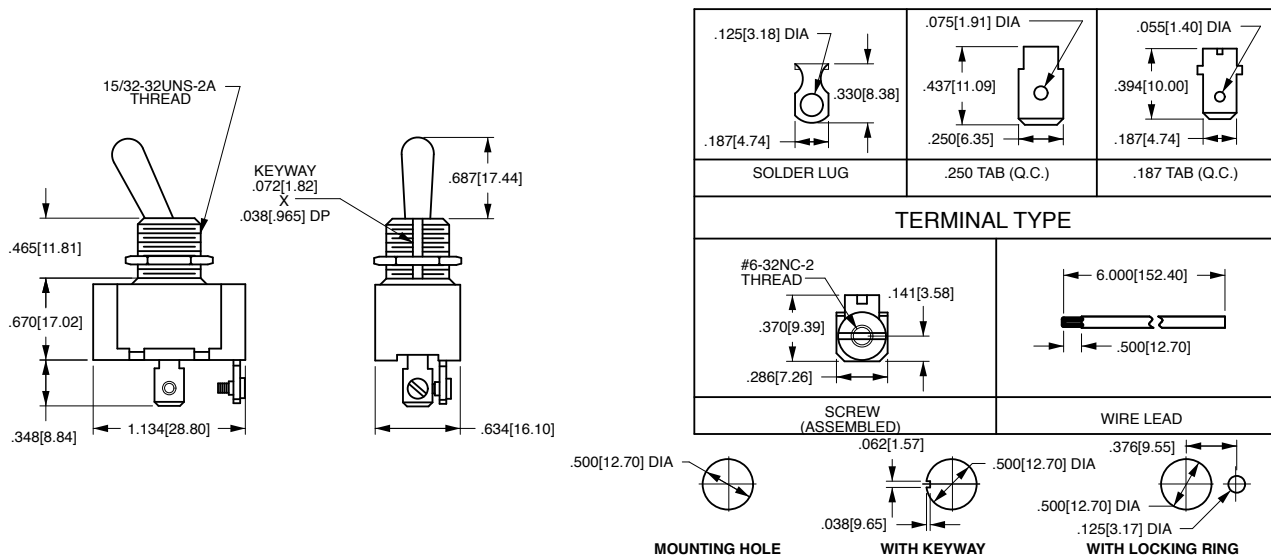 15/32-32UNS-2A
THREAD
.465[11.81]
.670[17.02]
.348[8.84]
1.134[28.80]
KEYWAY
.072[1.82]
X
.038[.965] DP
.687[17.44]
.634[16.10]
.125[3.18] DIA
.330[8.38]
.187[4.74]
SOLDER LUG
.075[1.91] DIA
.437[11.09]
.250[6.35]
.250 TAB (Q.C.)
.055[1.40] DIA
.394[10.00]
.187[4.74]
.187 TAB (Q.C.)
TERMINAL TYPE
#6-32NC-2
THREAD
.141[3.58]
.370[9.39]
.286[7.26]
SCREW
(ASSEMBLED)
6.000[152.40]
.500[12.70]
WIRE LEAD
.500[12.70] DIA
MOUNTING HOLE
.062[1.57]
.500[12.70] DIA
.038[9.65]
WITH KEYWAY
.376[9.55]
.500[12.70] DIA
.125[3.17] DIA
WITH LOCKING RING